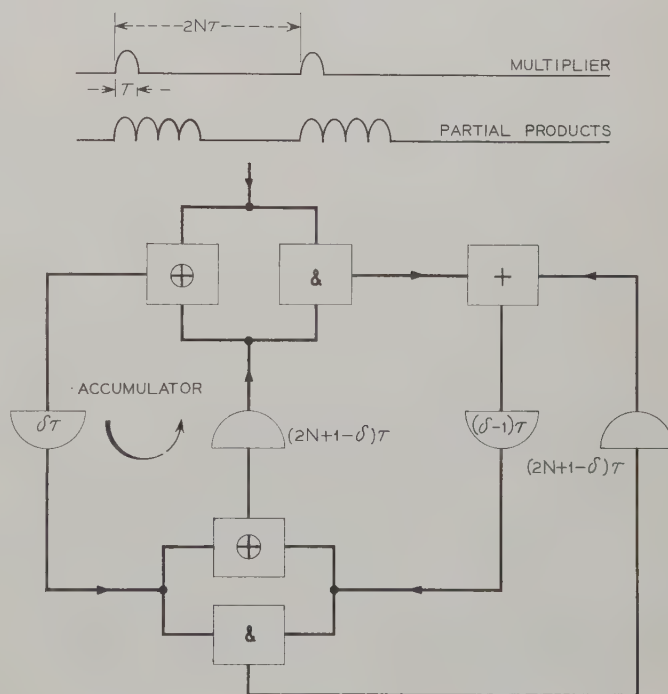 2Nτ
MULTIPLIER
τ
PARTIAL PRODUCTS
⊕
&
+
ACCUMULATOR
δτ
(2N+1-δ)τ
(δ-1)τ
(2N+1-δ)τ
⊕
&